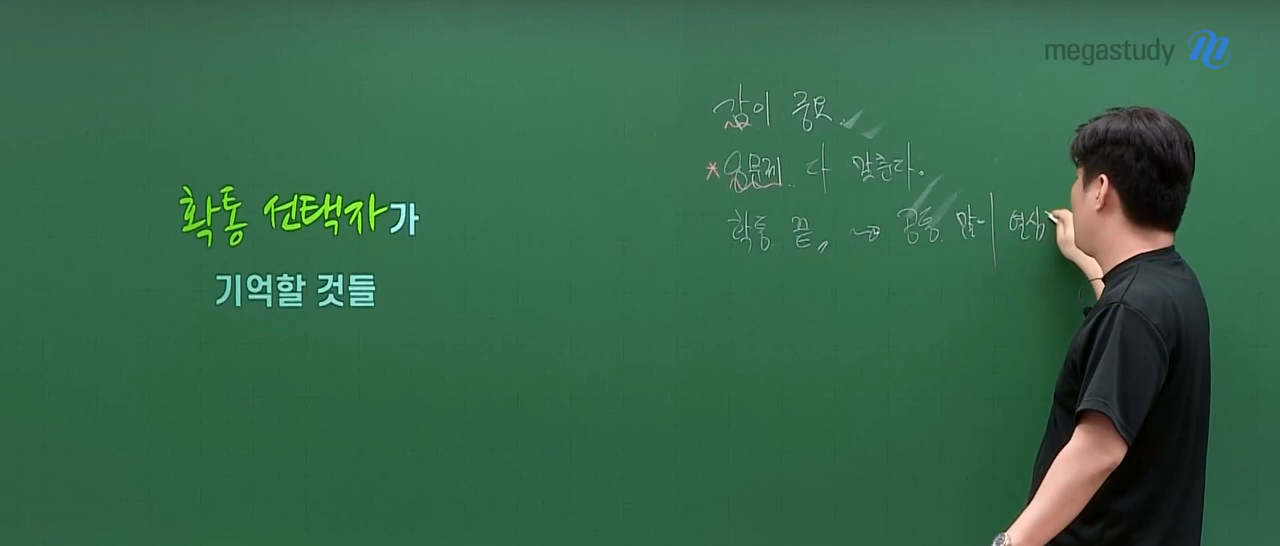 megastudy
확통 선택자가
기억할 것들
감이 중요.
*8문제 다 맞춘다.
확통 끝, → 공통 많이 연습